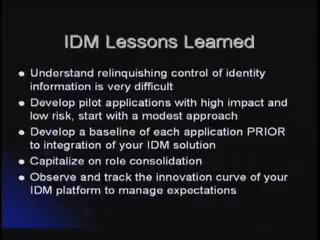 IDM Lessons Learned
• Understand relinquishing control of identity
information is very difficult
• Develop pilot applications with high impact and
low risk, start with a modest approach
• Develop a baseline of each application PRIOR
to integration of your IDM solution
• Capitalize on role consolidation
• Observe and track the innovation curve of your
IDM platform to manage expectations